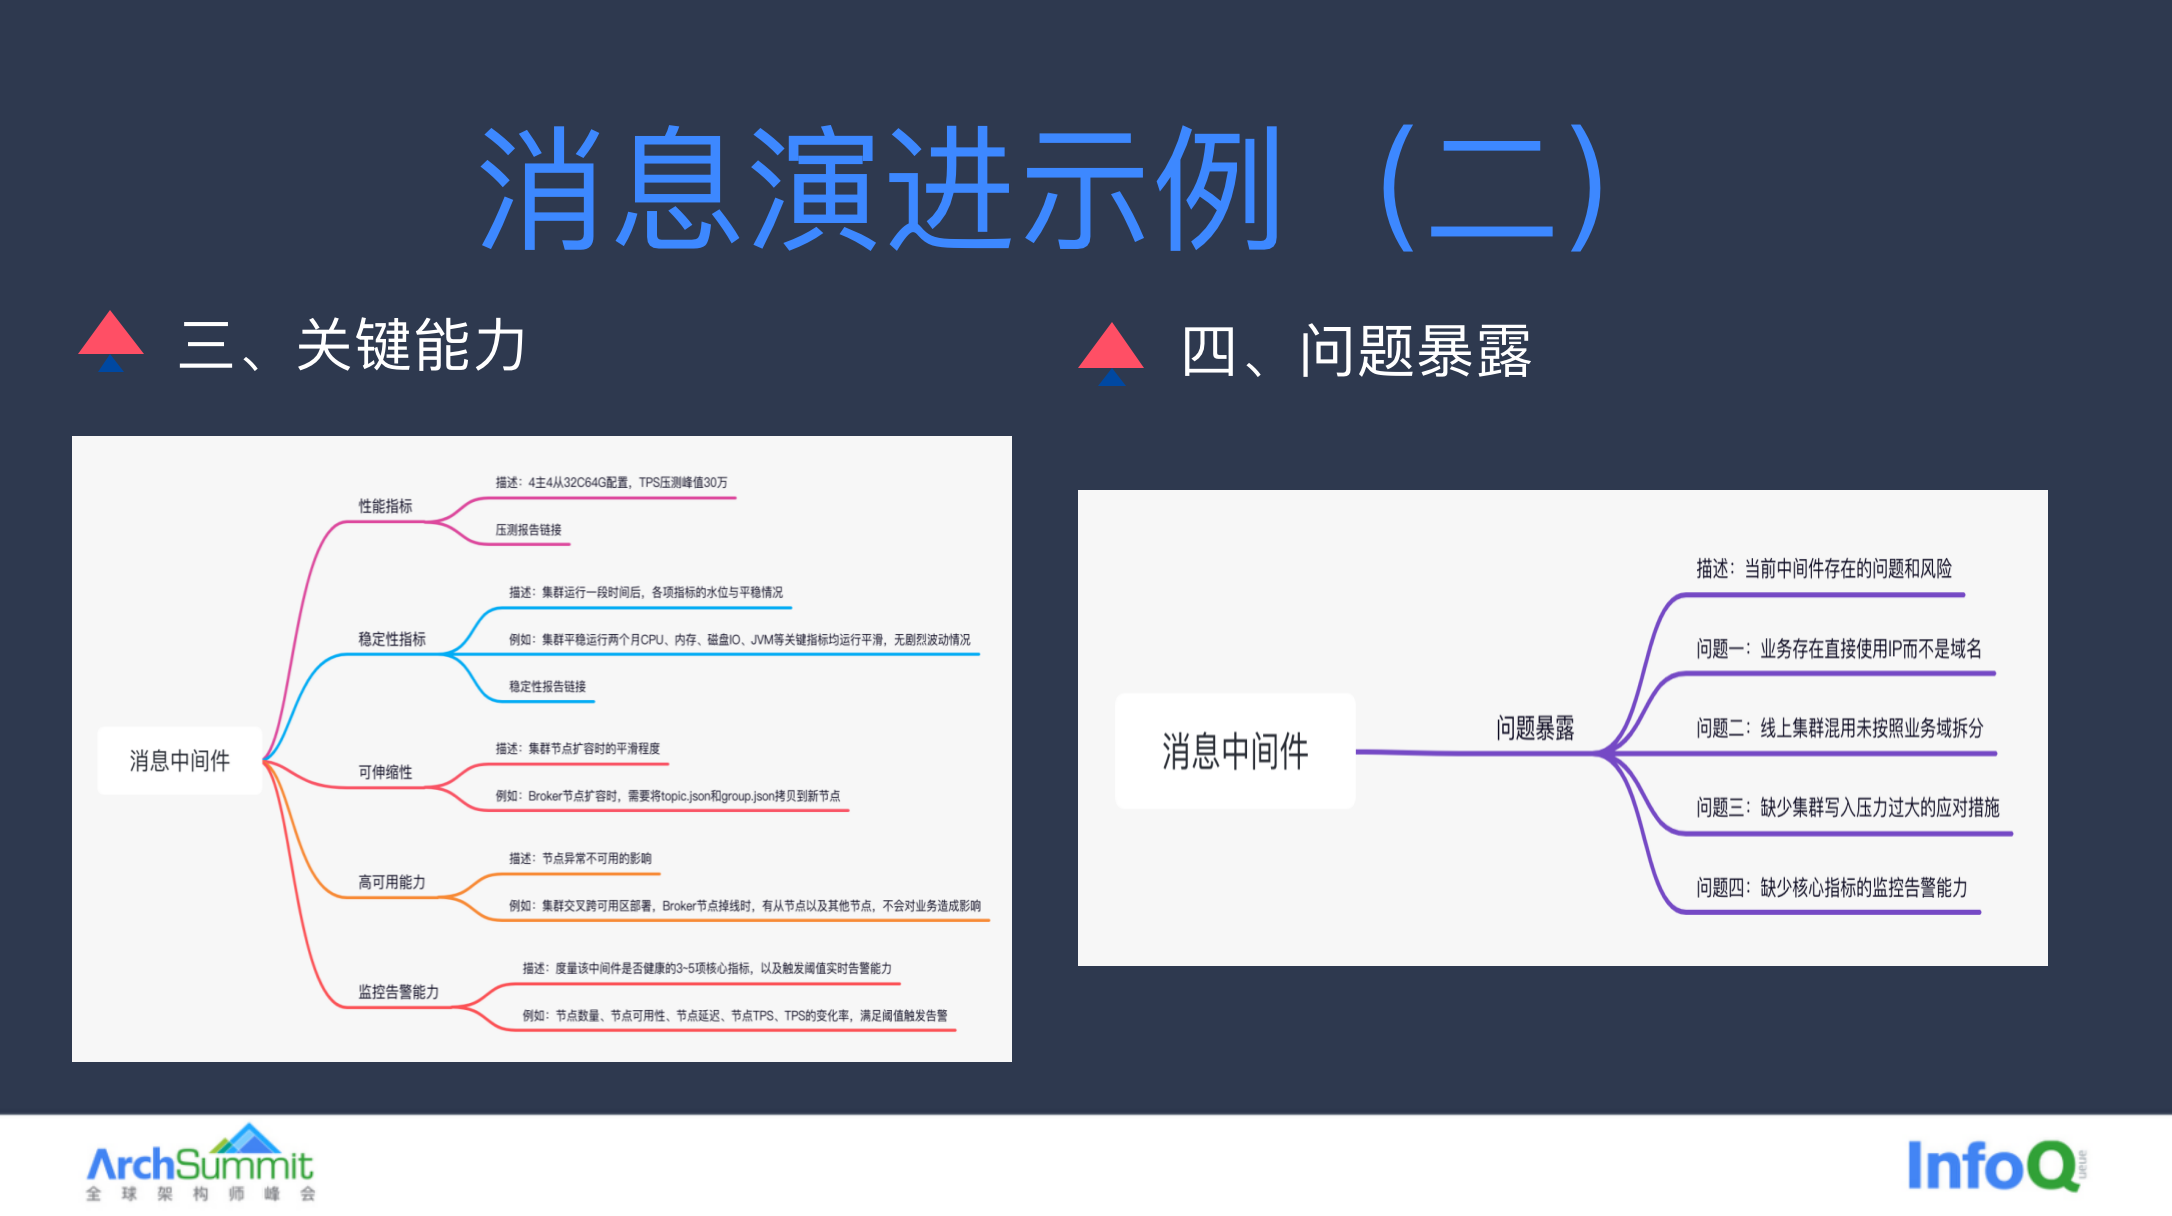 消息演进示例（二）
三、关键能力
消息中间件
性能指标
描述：4主4从32C64G配置，TPS压测峰值30万
压测报告链接
稳定性指标
描述：集群运行一段时间后，各项指标的水位与平稳情况
例如：集群平稳运行两个月CPU、内存、磁盘IO、JVM等关键指标均运行平滑，无剧烈波动情况
稳定性报告链接
可伸缩性
描述：集群节点扩容时的平滑程度
例如：Broker节点扩容时，需要将topic.json和group.json拷贝到新节点
高可用能力
描述：节点异常不可用的影响
例如：集群交叉跨可用区部署，Broker节点掉线时，有从节点以及其他节点，不会对业务造成影响
监控告警能力
描述：度量该中间件是否健康的3~5项核心指标，以及触发阈值实时告警能力
例如：节点数量、节点可用性、节点延迟、节点TPS、TPS的变化率，满足阈值触发告警
四、问题暴露
消息中间件
问题暴露
描述：当前中间件存在的问题和风险
问题一：业务存在直接使用IP而不是域名
问题二：线上集群混用未按照业务域拆分
问题三：缺少集群写入压力过大的应对措施
问题四：缺少核心指标的监控告警能力
ArchSummit
全球架构师峰会
InfoQ
ueue